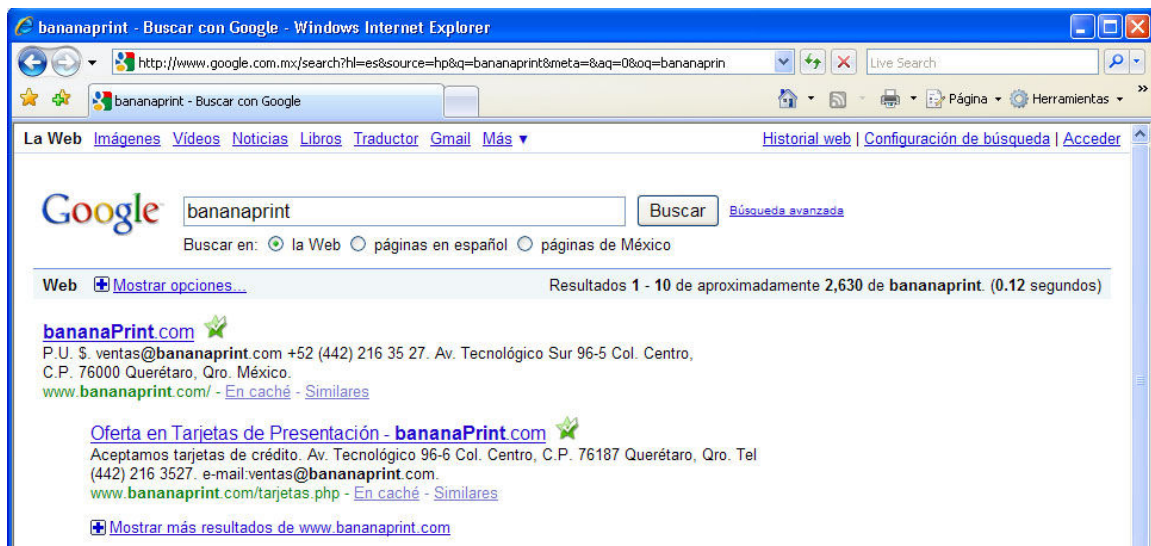 bananaprint - Buscar con Google - Windows Internet Explorer
http://www.google.com.mx/search?hl=es&source=hp&q=bananaprint&meta=&aq=0&oq=bananaprin
Live Search
bananaprint - Buscar con Google
Página
Herramientas
La Web Imágenes Vídeos Noticias Libros Traductor Gmail Más ▼
Historial web | Configuración de búsqueda | Acceder
Google
bananaprint
Buscar
Búsqueda avanzada
Buscar en: la Web páginas en español páginas de México
Web Mostrar opciones...
Resultados 1 - 10 de aproximadamente 2,630 de bananaprint. (0.12 segundos)
bananaPrint.com
P.U. $. ventas@bananaprint.com +52 (442) 216 35 27. Av. Tecnológico Sur 96-5 Col. Centro,
C.P. 76000 Querétaro, Qro. México.
www.bananaprint.com/ - En caché - Similares
Oferta en Tarjetas de Presentación - bananaPrint.com
Aceptamos tarjetas de crédito. Av. Tecnológico 96-6 Col. Centro, C.P. 76187 Querétaro, Qro. Tel
(442) 216 3527. e-mail:ventas@bananaprint.com.
www.bananaprint.com/tarjetas.php - En caché - Similares
Mostrar más resultados de www.bananaprint.com